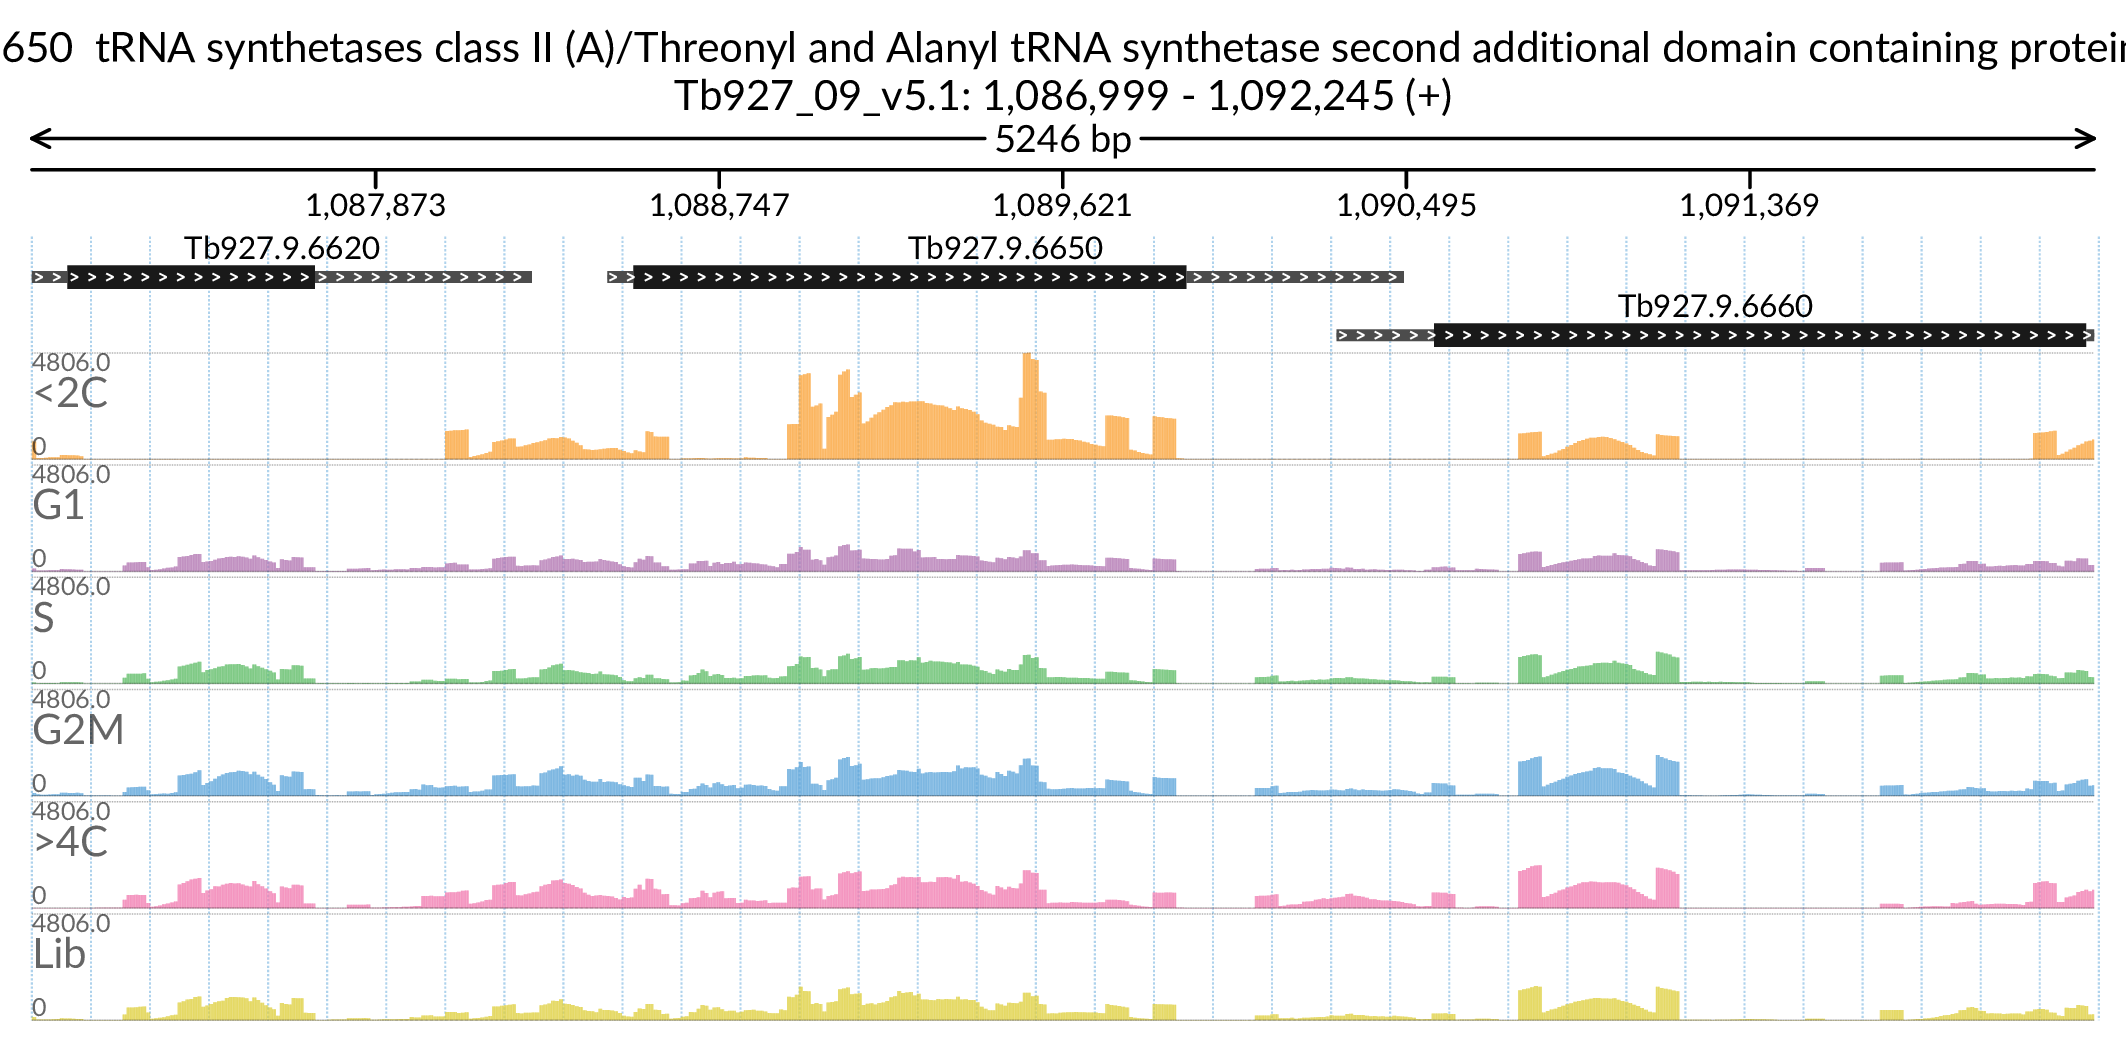 650 tRNA synthetases class II (A)/Threonyl and Alanyl tRNA synthetase second additional domain containing protein
Tb927_09_v5.1: 1,086,999 - 1,092,245 (+)
5246 bp
1,087,873 1,088,747 1,089,621 1,090,495 1,091,369
Tb927.9.6620 Tb927.9.6650
Tb927.9.6660
4806.0
<2C
0
4806.0
G1
0
4806.0
S
0
4806.0
G2M
0
4806.0
>4C
0
4806.0
Lib
0